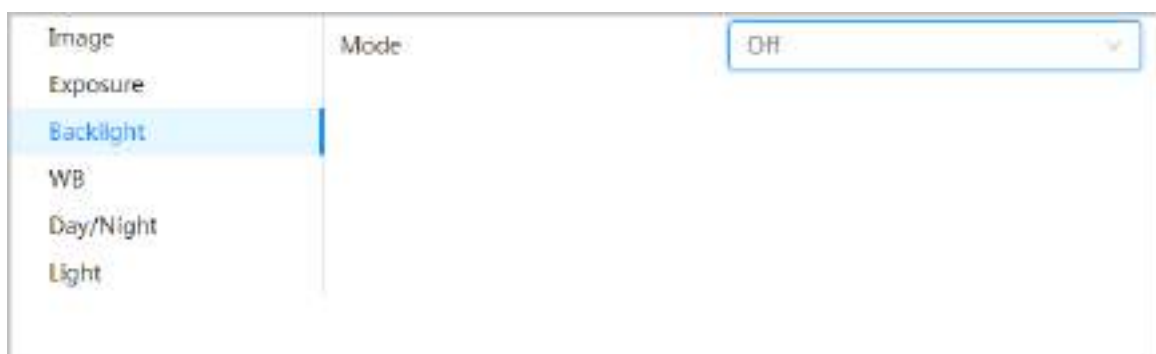 Image
Mode
Off
Exposure
Backlight
WB
Day/Night
Light